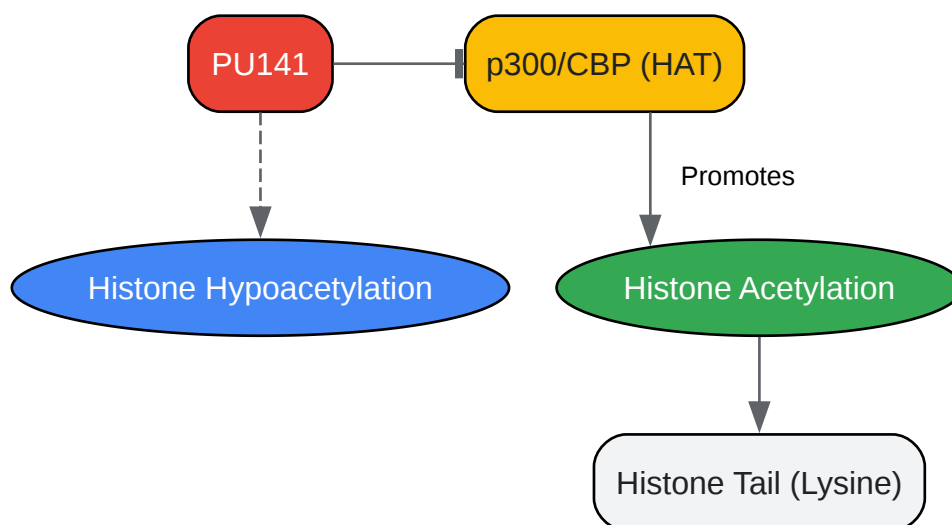 PU141
p300/CBP (HAT)
Promotes
Histone Hypoacetylation
Histone Acetylation
Histone Tail (Lysine)